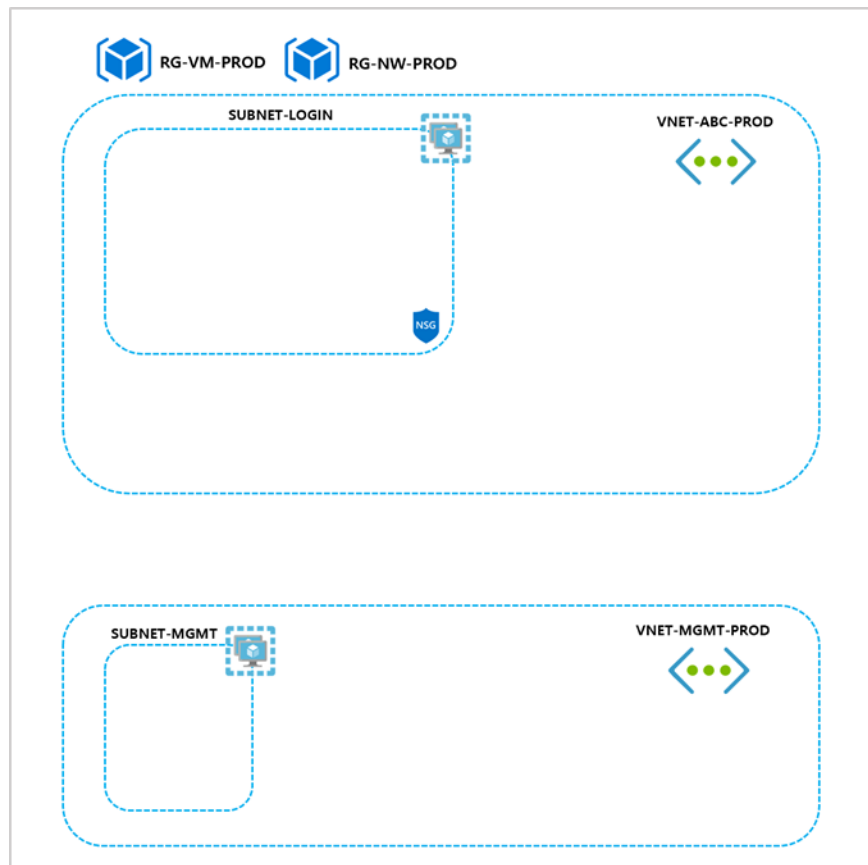 RG-VM-PROD
RG-NW-PROD
SUBNET-LOGIN
VNET-ABC-PROD
NSG
SUBNET-MGMT
VNET-MGMT-PROD